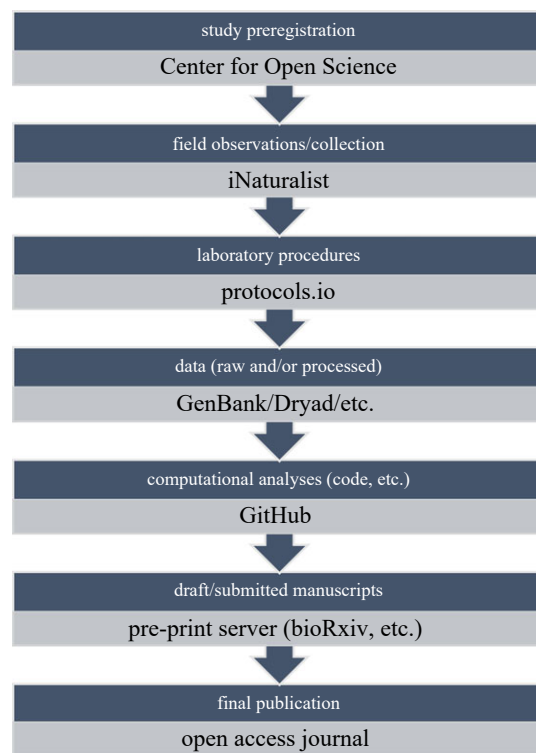 study preregistration
Center for Open Science
field observations/collection
iNaturalist
laboratory procedures
protocols.io
data (raw and/or processed)
GenBank/Dryad/etc.
computational analyses (code, etc.)
GitHub
draft/submitted manuscripts
pre-print server (bioRxiv, etc.)
final publication
open access journal